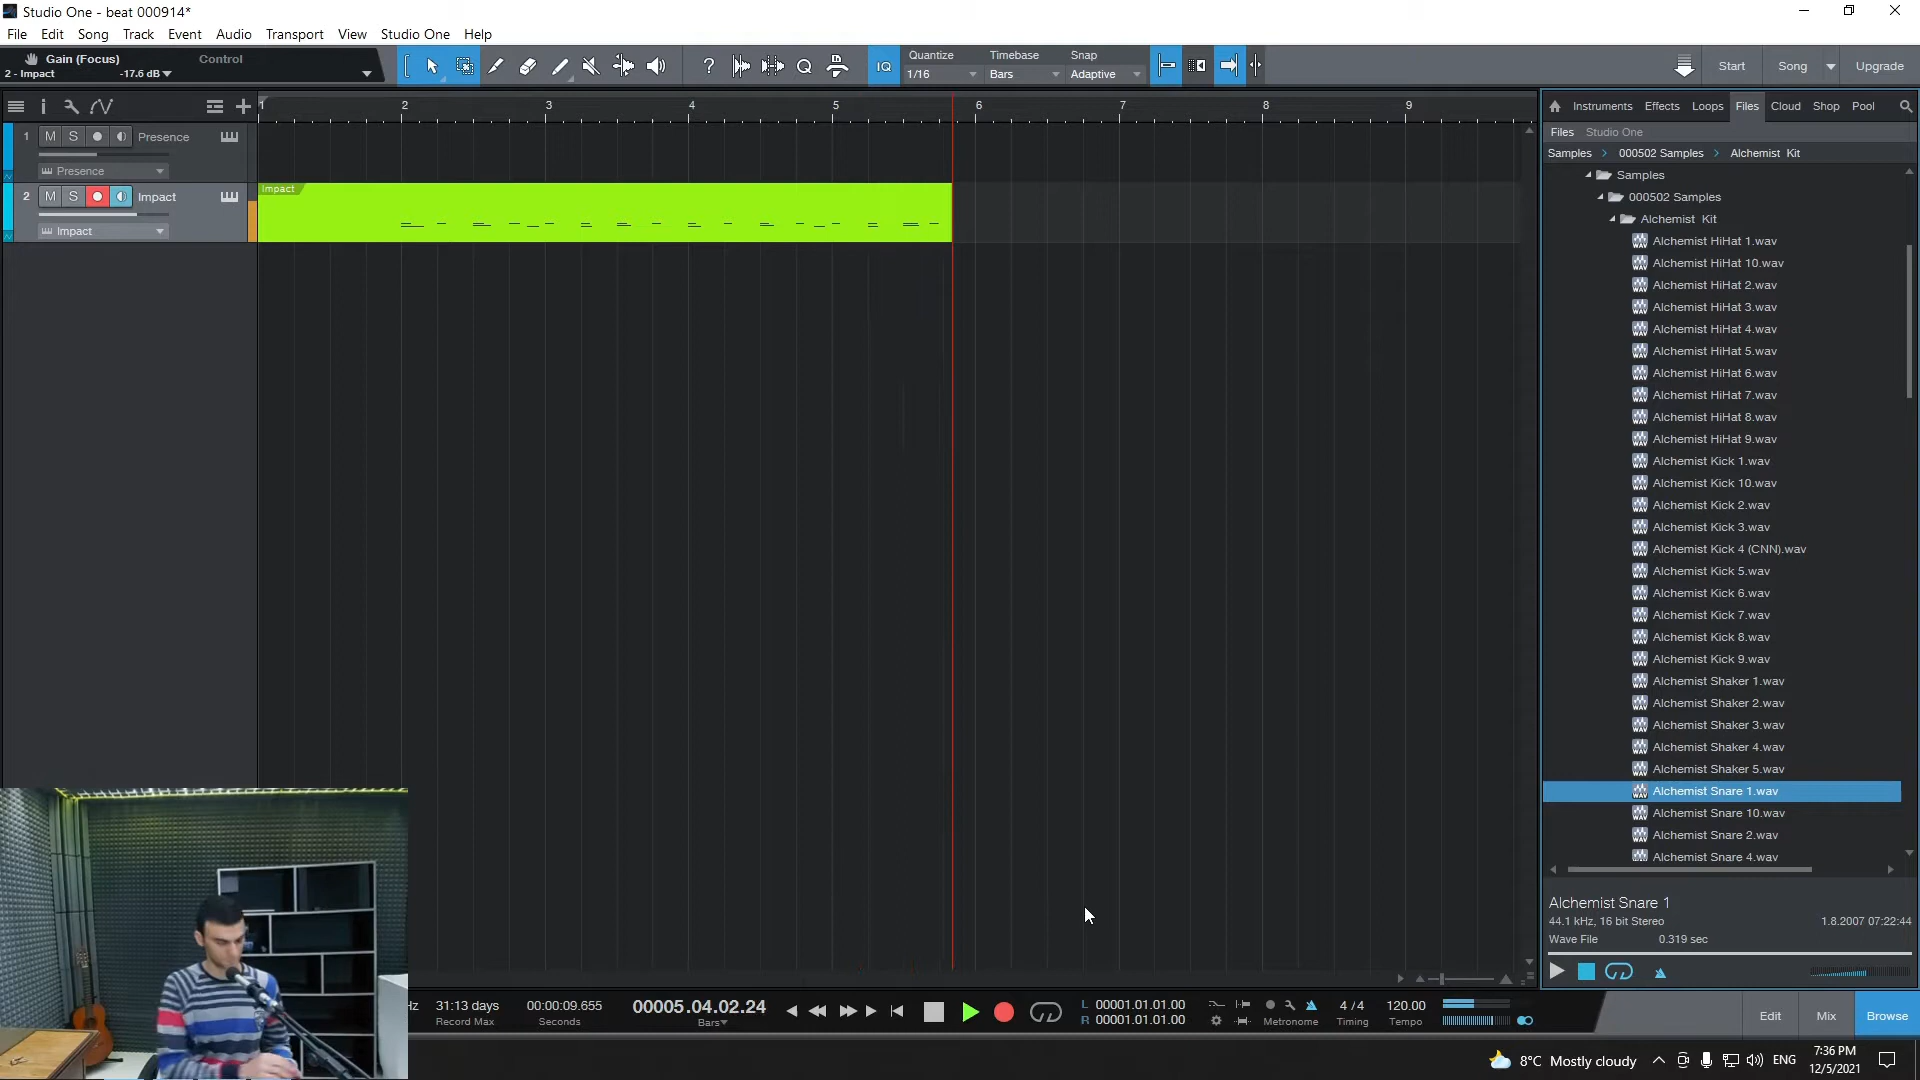 Studio One - beat 000914*
File Edit Song Track Event Audio Transport View Studio One Help
Gain (Focus) Control
2 - Impact -17.6 dB
Quantize Timebase Snap
IQ 1/16 Bars Adaptive
Start Song Upgrade
1 2 3 4 5 6 7 8 9
Instruments Effects Loops Files Cloud Shop Pool
Files Studio One
Samples > 000502 Samples > Alchemist Kit
1 M S Presence
Presence
2 M S Impact
Impact
Impact
Samples
000502 Samples
Alchemist Kit
Alchemist HiHat 1.wav
Alchemist HiHat 10.wav
Alchemist HiHat 2.wav
Alchemist HiHat 3.wav
Alchemist HiHat 4.wav
Alchemist HiHat 5.wav
Alchemist HiHat 6.wav
Alchemist HiHat 7.wav
Alchemist HiHat 8.wav
Alchemist HiHat 9.wav
Alchemist Kick 1.wav
Alchemist Kick 10.wav
Alchemist Kick 2.wav
Alchemist Kick 3.wav
Alchemist Kick 4 (CNN).wav
Alchemist Kick 5.wav
Alchemist Kick 6.wav
Alchemist Kick 7.wav
Alchemist Kick 8.wav
Alchemist Kick 9.wav
Alchemist Shaker 1.wav
Alchemist Shaker 2.wav
Alchemist Shaker 3.wav
Alchemist Shaker 4.wav
Alchemist Shaker 5.wav
Alchemist Snare 1.wav
Alchemist Snare 10.wav
Alchemist Snare 2.wav
Alchemist Snare 4.wav
Alchemist Snare 1
44.1 kHz, 16 bit Stereo 1.8.2007 07:22:44
Wave File 0.319 sec
Hz 31:13 days 00:00:09.655 00005.04.02.24
Record Max Seconds Bars
L 00001.01.01.00
R 00001.01.01.00
Metronome
4 / 4 120.00
Timing Tempo
Edit Mix Browse
8°C Mostly cloudy ENG 7:36 PM
12/5/2021